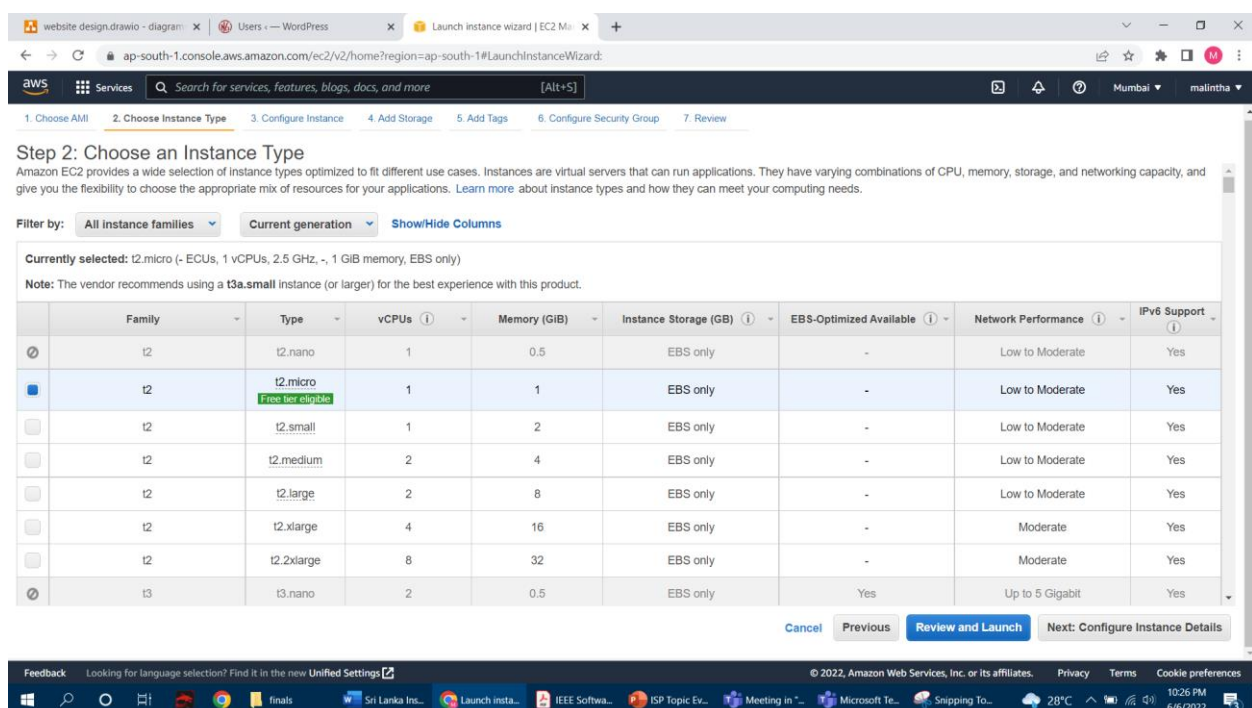 website design.drawio - diagram
Users ‹ — WordPress
Launch instance wizard | EC2 Ma
ap-south-1.console.aws.amazon.com/ec2/v2/home?region=ap-south-1#LaunchInstanceWizard:
M
aws Services Search for services, features, blogs, docs, and more [Alt+S] Mumbai malintha
1. Choose AMI 2. Choose Instance Type 3. Configure Instance 4. Add Storage 5. Add Tags 6. Configure Security Group 7. Review
Step 2: Choose an Instance Type
Amazon EC2 provides a wide selection of instance types optimized to fit different use cases. Instances are virtual servers that can run applications. They have varying combinations of CPU, memory, storage, and networking capacity, and
give you the flexibility to choose the appropriate mix of resources for your applications. Learn more about instance types and how they can meet your computing needs.
Filter by: All instance families Current generation Show/Hide Columns
Currently selected: t2.micro (- ECUs, 1 vCPUs, 2.5 GHz, -, 1 GiB memory, EBS only)
Note: The vendor recommends using a t3a.small instance (or larger) for the best experience with this product.
Family Type vCPUs Memory (GiB) Instance Storage (GB) EBS-Optimized Available Network Performance IPv6 Support
t2 t2.nano 1 0.5 EBS only - Low to Moderate Yes
t2 t2.micro 1 1 EBS only - Low to Moderate Yes
Free tier eligible
t2 t2.small 1 2 EBS only - Low to Moderate Yes
t2 t2.medium 2 4 EBS only - Low to Moderate Yes
t2 t2.large 2 8 EBS only - Low to Moderate Yes
t2 t2.xlarge 4 16 EBS only - Moderate Yes
t2 t2.2xlarge 8 32 EBS only - Moderate Yes
t3 t3.nano 2 0.5 EBS only Yes Up to 5 Gigabit Yes
Cancel Previous Review and Launch Next: Configure Instance Details
Feedback Looking for language selection? Find it in the new Unified Settings © 2022, Amazon Web Services, Inc. or its affiliates. Privacy Terms Cookie preferences
finals Sri Lanka Ins... Launch insta... IEEE Softwa... ISP Topic Ev... Meeting in "... Microsoft Te... Snipping To... 28°C 10:26 PM
6/6/2022